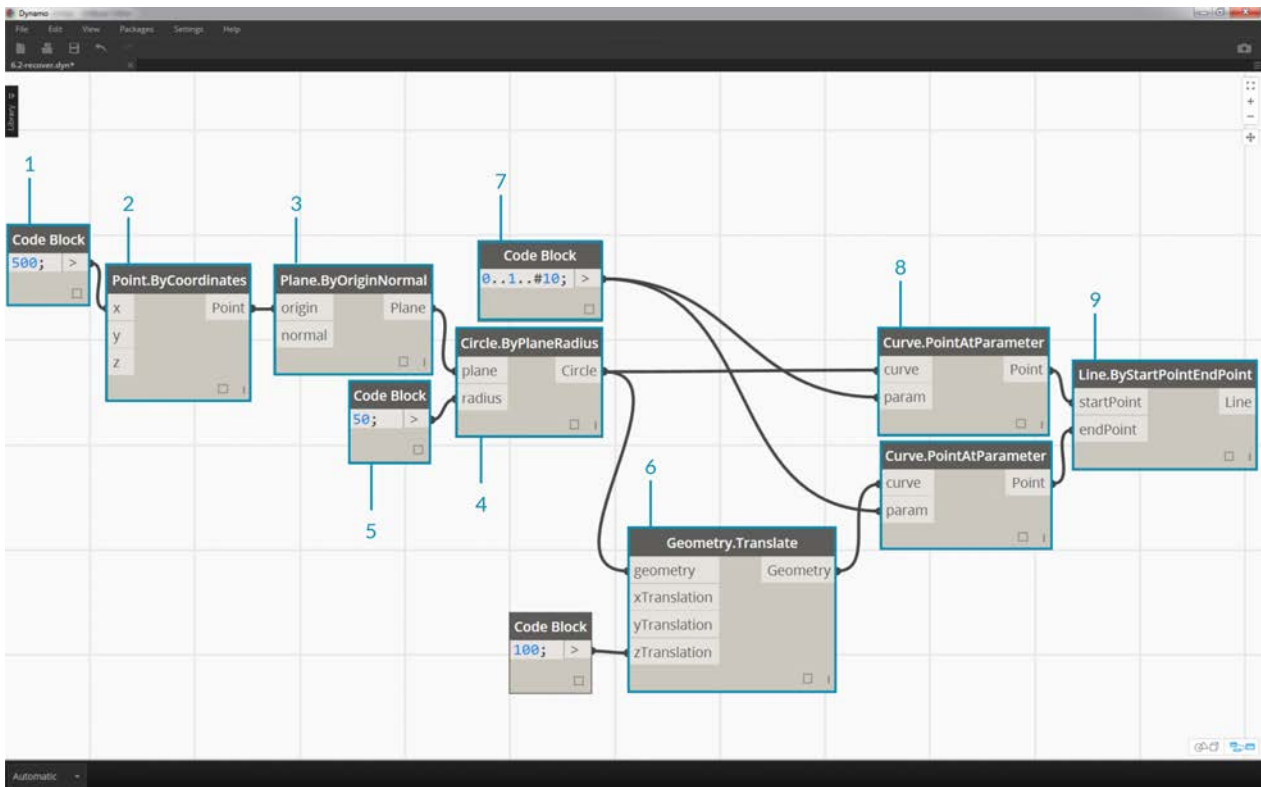 Dynamo
File Edit View Packages Settings Help
6.2-recover.dyn*
Library
1
2
3
7
8
9
Code Block
500; >
Point.ByCoordinates
x Point
y
z
Plane.ByOriginNormal
origin Plane
normal
Code Block
0..1..#10; >
Circle.ByPlaneRadius
plane Circle
radius
Code Block
50; >
5
4
6
Curve.PointAtParameter
curve Point
param
Line.ByStartPointEndPoint
startPoint Line
endPoint
Curve.PointAtParameter
curve Point
param
Geometry.Translate
geometry Geometry
xTranslation
yTranslation
zTranslation
Code Block
100; >
Automatic